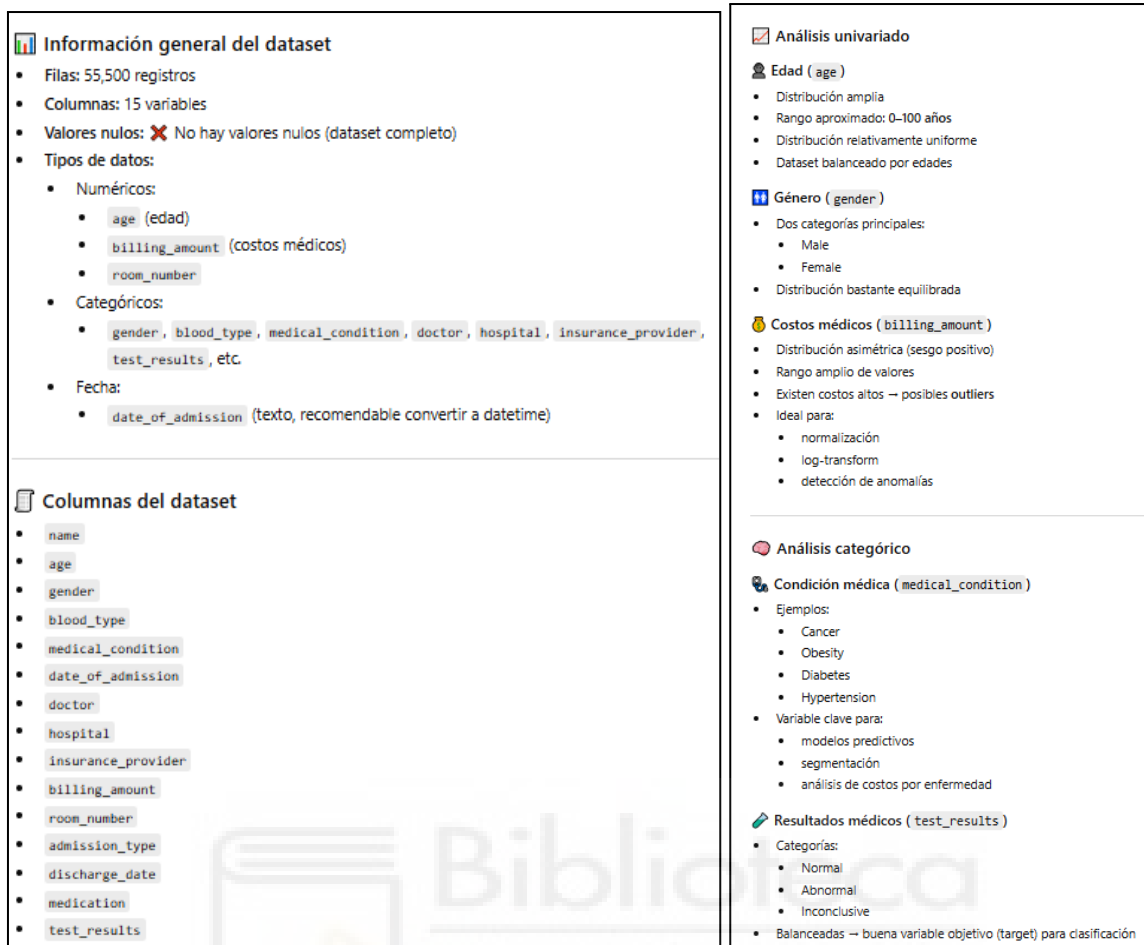 Información general del dataset
Filas: 55,500 registros
Columnas: 15 variables
Valores nulos: ❌ No hay valores nulos (dataset completo)
Tipos de datos:
Numéricos:
age (edad)
billing_amount (costos médicos)
room_number
Categóricos:
gender, blood_type, medical_condition, doctor, hospital, insurance_provider,
test_results, etc.
Fecha:
date_of_admission (texto, recomendable convertir a datetime)
Columnas del dataset
name
age
gender
blood_type
medical_condition
date_of_admission
doctor
hospital
insurance_provider
billing_amount
room_number
admission_type
discharge_date
medication
test_results
Análisis univariado
Edad (age)
Distribución amplia
Rango aproximado: 0–100 años
Distribución relativamente uniforme
Dataset balanceado por edades
Género (gender)
Dos categorías principales:
Male
Female
Distribución bastante equilibrada
Costos médicos (billing_amount)
Distribución asimétrica (sesgo positivo)
Rango amplio de valores
Existen costos altos → posibles outliers
Ideal para:
normalización
log-transform
detección de anomalías
Análisis categórico
Condición médica (medical_condition)
Ejemplos:
Cancer
Obesity
Diabetes
Hypertension
Variable clave para:
modelos predictivos
segmentación
análisis de costos por enfermedad
Resultados médicos (test_results)
Categorías:
Normal
Abnormal
Inconclusive
Balanceadas → buena variable objetivo (target) para clasificación
Biblioteca